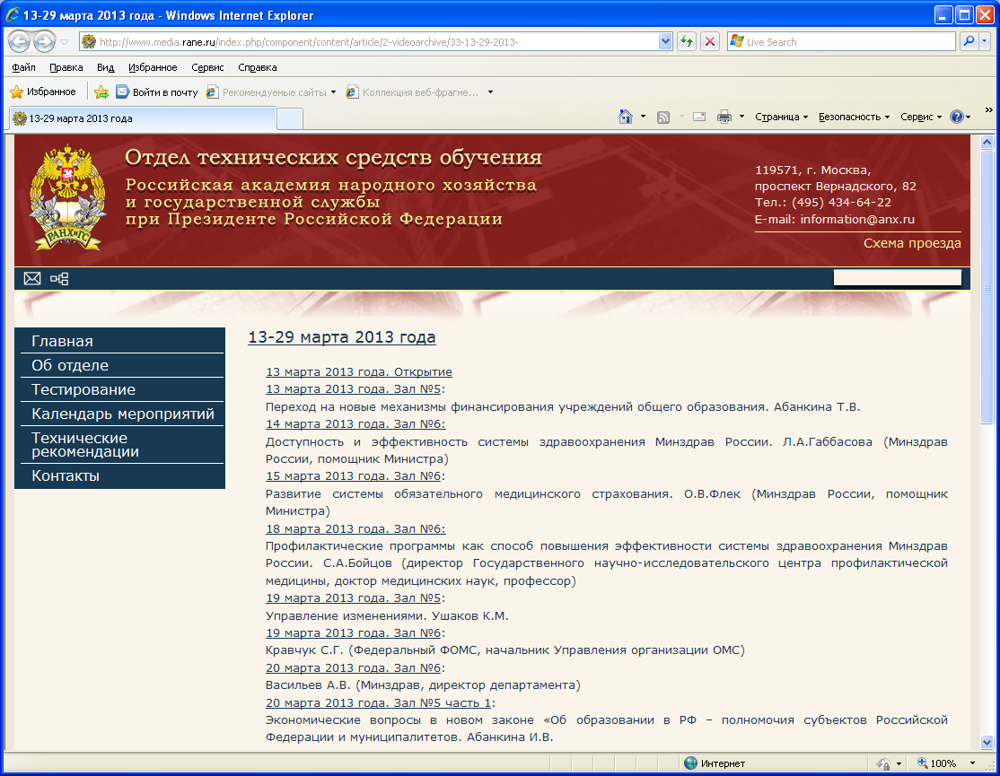 13-29 марта 2013 года - Windows Internet Explorer
http://www.media.rane.ru/index.php/component/content/article/2-videoarchive/33-13-29-2013-
Live Search
Файл Правка Вид Избранное Сервис Справка
Избранное Войти в почту Рекомендуемые сайты Коллекция веб-фрагме...
13-29 марта 2013 года
Страница Безопасность Сервис
РАНХиГС
Отдел технических средств обучения
Российская академия народного хозяйства
и государственной службы
при Президенте Российской Федерации
119571, г. Москва,
проспект Вернадского, 82
Тел.: (495) 434-64-22
E-mail: information@anx.ru
Схема проезда
Главная
Об отделе
Тестирование
Календарь мероприятий
Технические
рекомендации
Контакты
13-29 марта 2013 года
13 марта 2013 года. Открытие
13 марта 2013 года. Зал №5:
Переход на новые механизмы финансирования учреждений общего образования. Абанкина Т.В.
14 марта 2013 года. Зал №6:
Доступность и эффективность системы здравоохранения Минздрав России. Л.А.Габбасова (Минздрав
России, помощник Министра)
15 марта 2013 года. Зал №6:
Развитие системы обязательного медицинского страхования. О.В.Флек (Минздрав России, помощник
Министра)
18 марта 2013 года. Зал №6:
Профилактические программы как способ повышения эффективности системы здравоохранения Минздрав
России. С.А.Бойцов (директор Государственного научно-исследовательского центра профилактической
медицины, доктор медицинских наук, профессор)
19 марта 2013 года. Зал №5:
Управление изменениями. Ушаков К.М.
19 марта 2013 года. Зал №6:
Кравчук С.Г. (Федеральный ФОМС, начальник Управления организации ОМС)
20 марта 2013 года. Зал №6:
Васильев А.В. (Минздрав, директор департамента)
20 марта 2013 года. Зал №5 часть 1:
Экономические вопросы в новом законе «Об образовании в РФ – полномочия субъектов Российской
Федерации и муниципалитетов. Абанкина И.В.
Интернет
100%